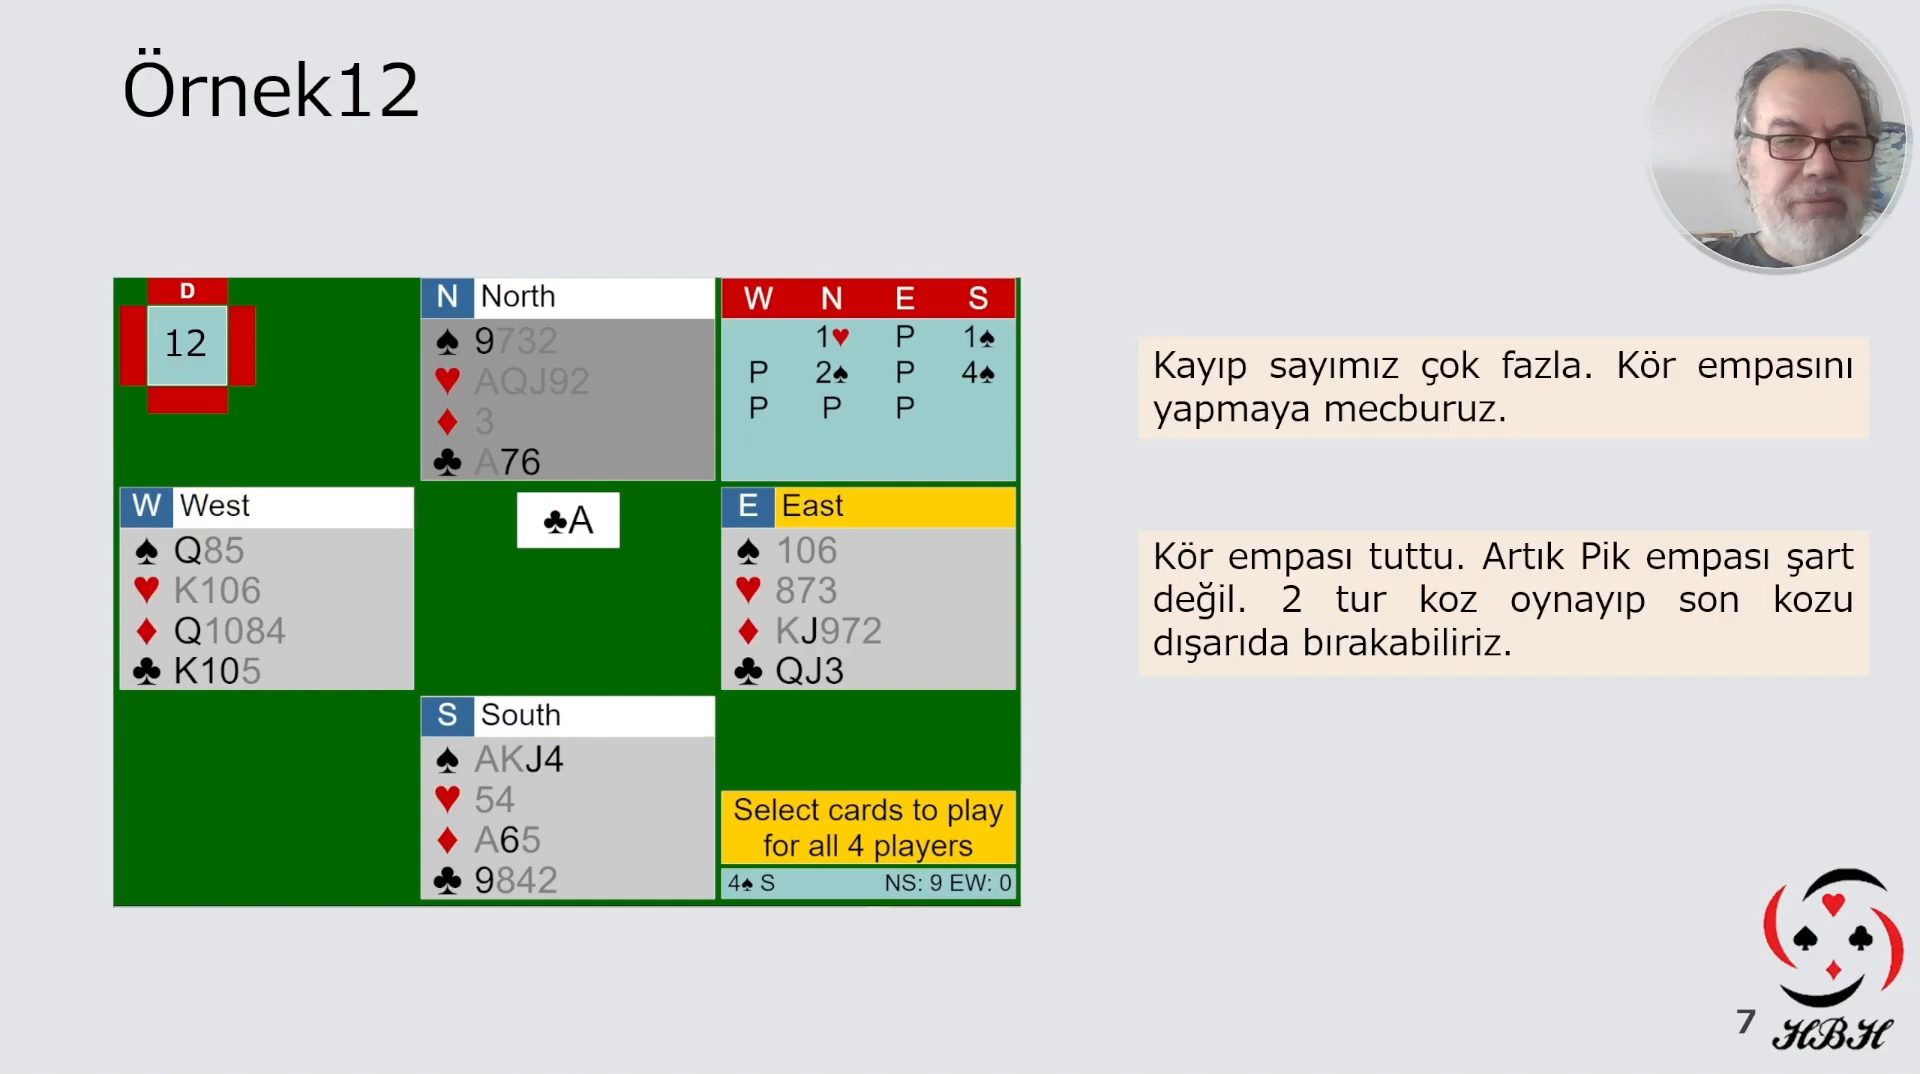 Örnek12
D
12
N North
♠ 9732
♥ AQJ92
♦ 3
♣ A76
W N E S
1♥ P 1♠
P 2♠ P 4♠
P P P
W West
♠ Q85
♥ K106
♦ Q1084
♣ K105
♣A
E East
♠ 106
♥ 873
♦ KJ972
♣ QJ3
S South
♠ AKJ4
♥ 54
♦ A65
♣ 9842
Select cards to play
for all 4 players
4♠ S NS: 9 EW: 0
Kayıp sayımız çok fazla. Kör empasını
yapmaya mecburuz.
Kör empası tuttu. Artık Pik empası şart
değil. 2 tur koz oynayıp son kozu
dışarıda bırakabiliriz.
7
HBH